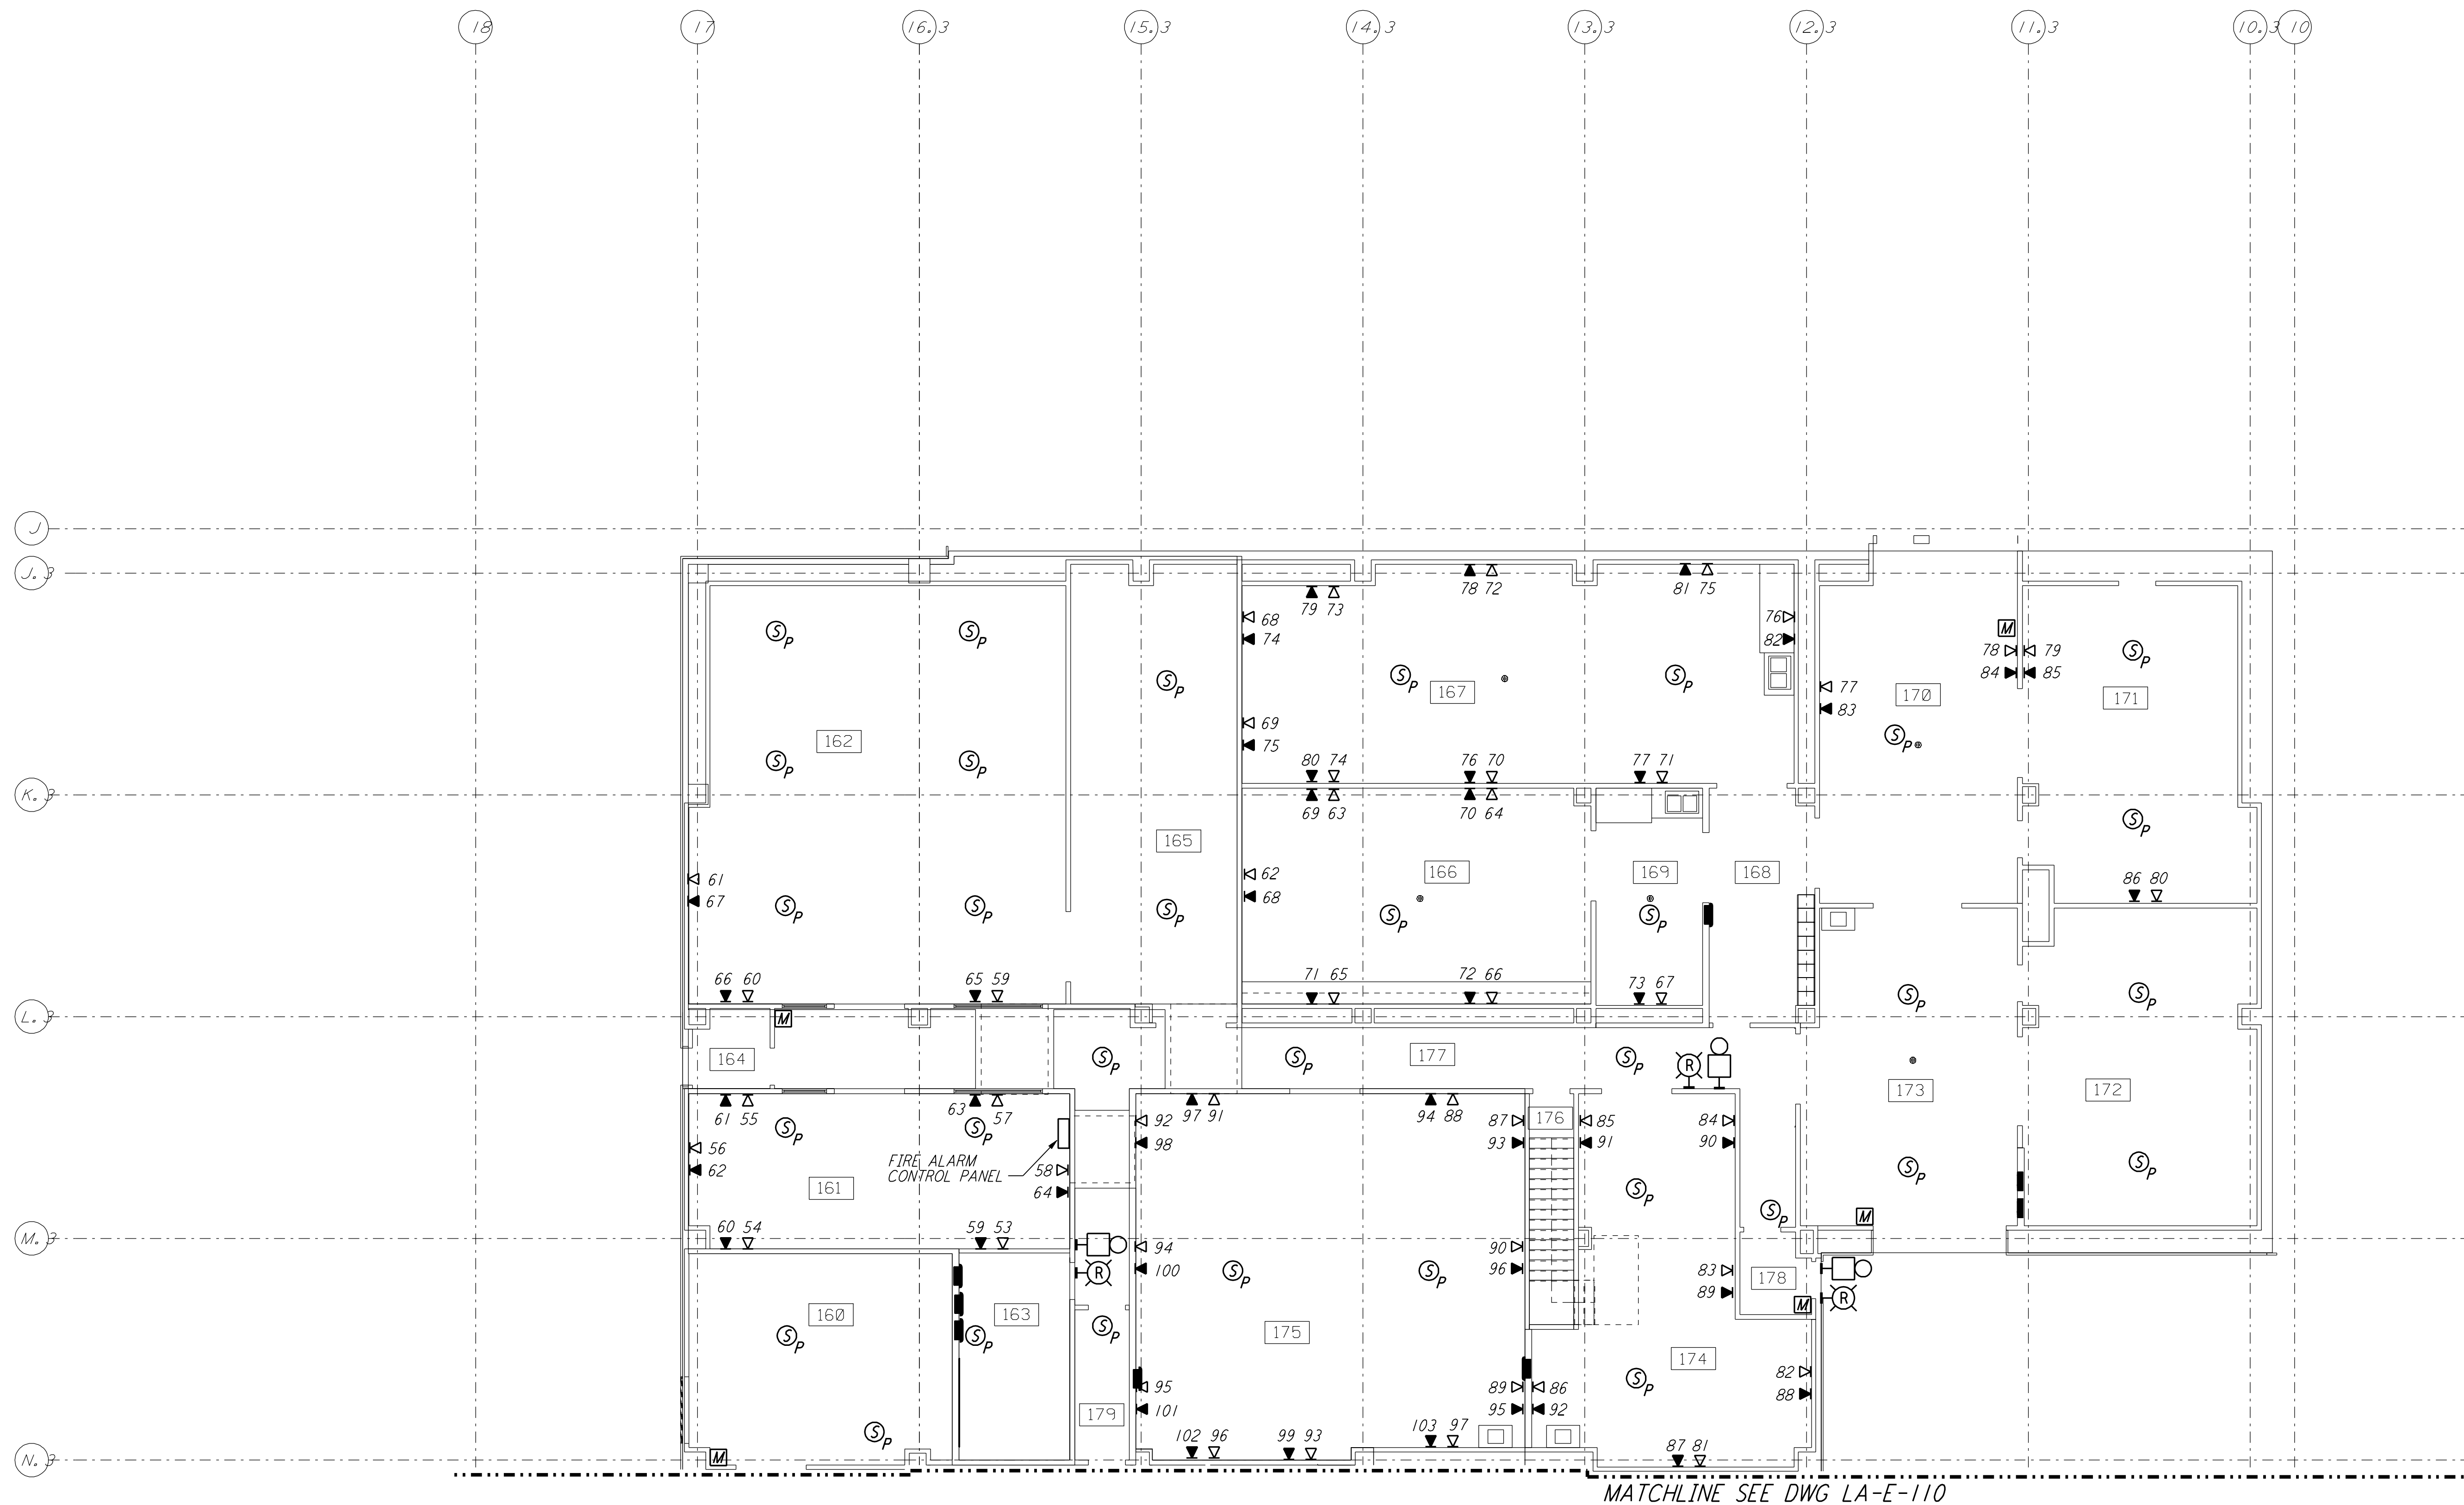 18 17 16.3 15.3 14.3 13.3 12.3 11.3 10.3 10
J
J.3
79 73 78 72 81 75
68 76
74 82
S P S P
78 79 S P
84 85
S P S P S P
162 167 170 171
77
83
69
75
S P S P S P
80 74 76 70 77 71
K.3
69 63 70 64
S P
165
166 169 168
61 62
67 68
86 80
S P S P S P S P S P
66 60 65 59 71 65 72 66 73 67
S P S P
L.3
M
164 S P S P 177 S P R
173 172
61 55 63 57 97 91 94 88
S P S P
92 87 176 85 84
98 93 91 90
56
62
FIRE ALARM
CONTROL PANEL
58
64
161
S P S P S P
S P
M
60 54 59 53
M.3
94 90
100 96
R
S P S P
83 178
89
M
R
160 163 S P
S P S P
175
174
95 89 86 82
101 95 92 88
S P
179
S P
102 96 99 93 103 97 87 81
M
N.3
MATCHLINE SEE DWG LA-E-110